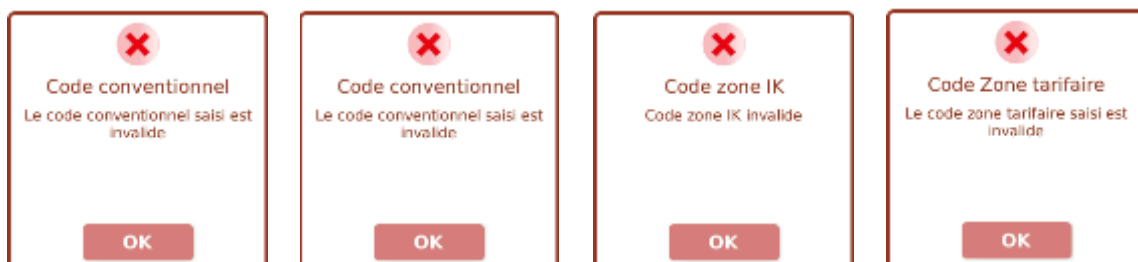 Code conventionnel
Le code conventionnel saisi est
invalide
OK
Code conventionnel
Le code conventionnel saisi est
invalide
OK
Code zone IK
Code zone IK invalide
OK
Code Zone tarifaire
Le code zone tarifaire saisi est
invalide
OK